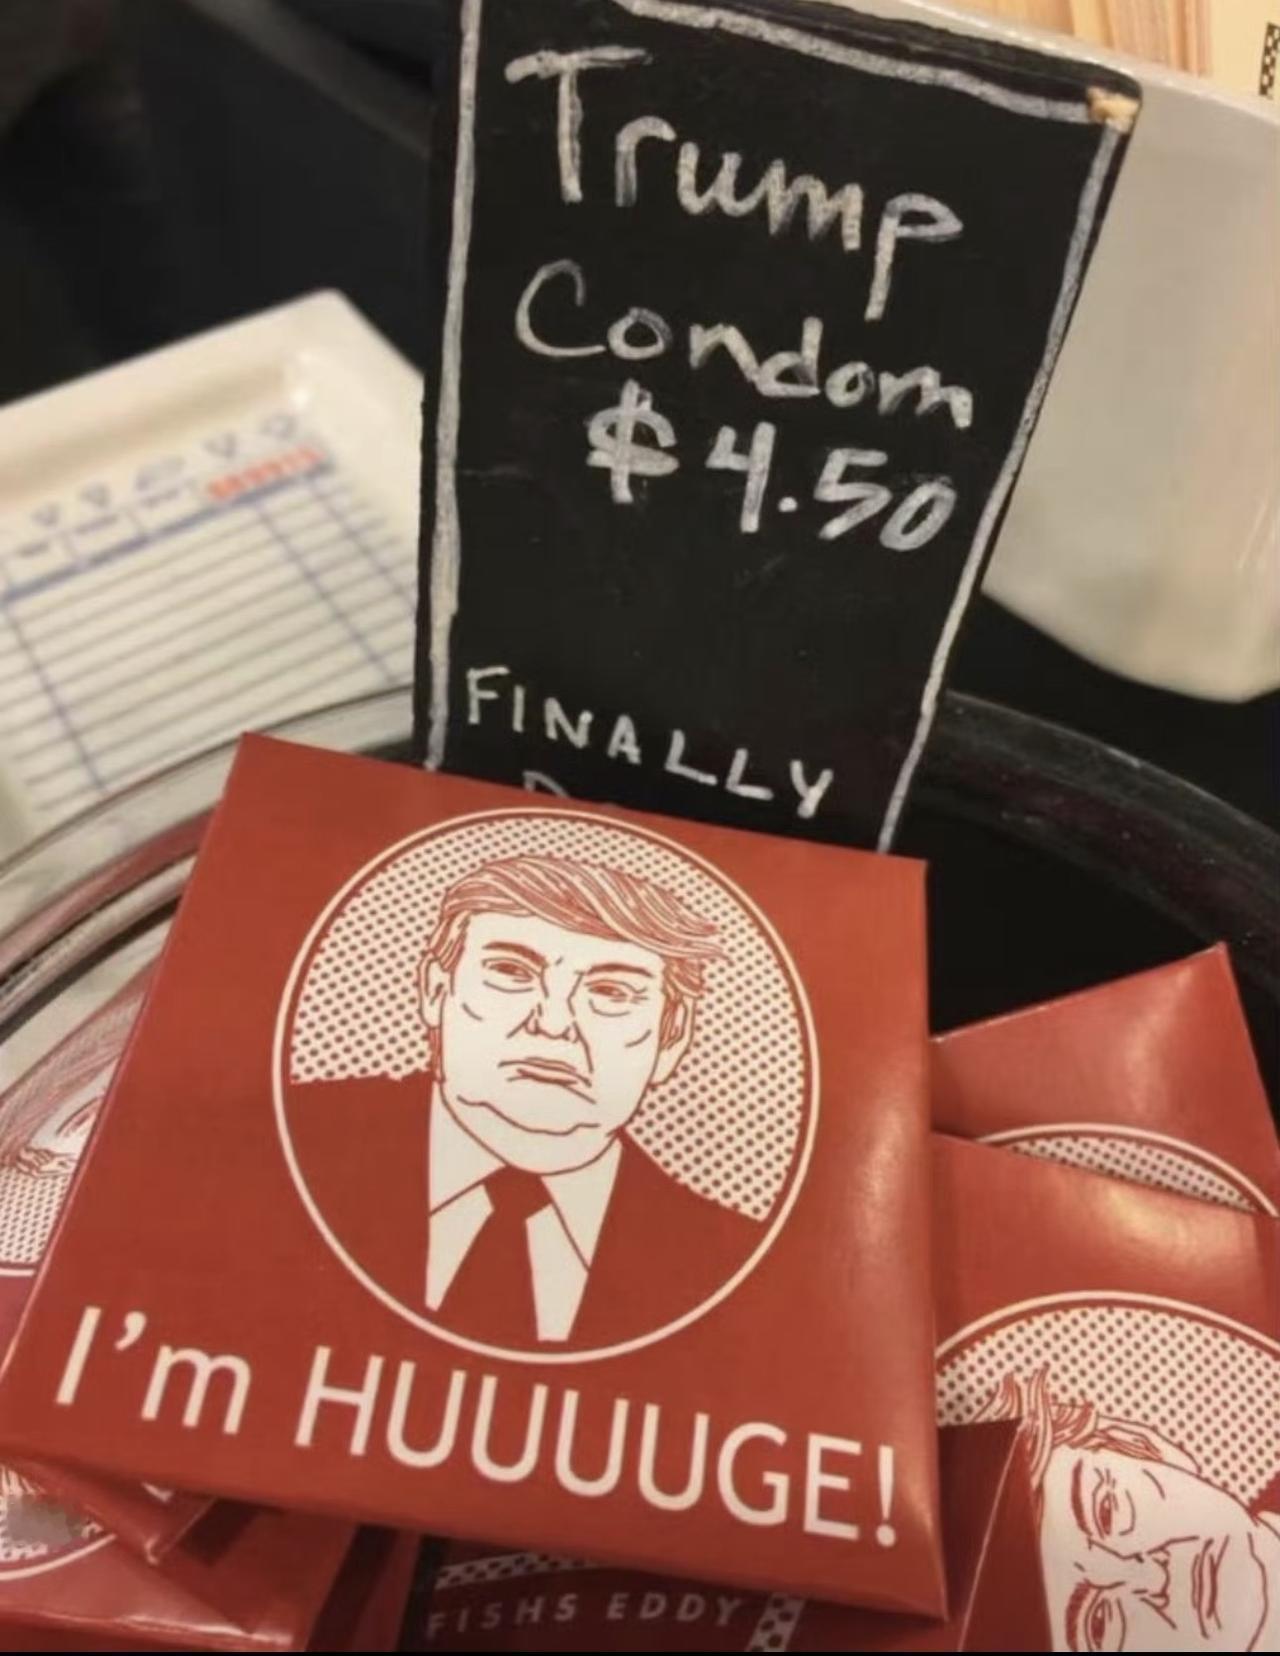 Trump
Condom
$4.50
FINALLY
I'm HUUUUGE!
FISHS EDDY